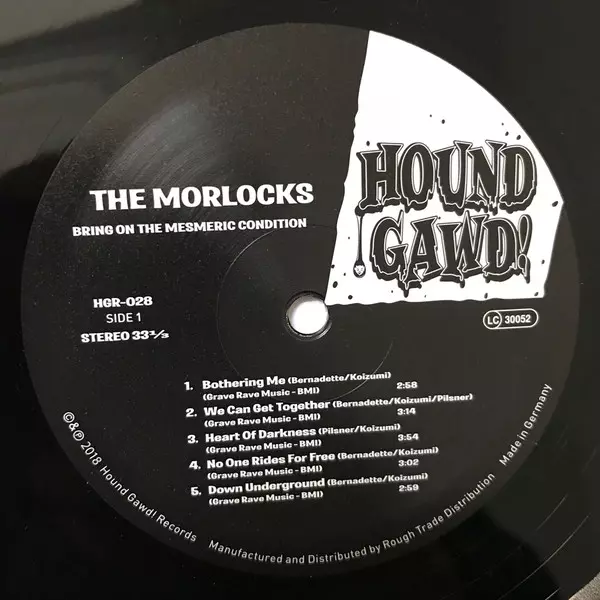 HOUND
GAWD!
THE MORLOCKS
BRING ON THE MESMERIC CONDITION
HGR-028
SIDE 1
STEREO 33⅓
LC 30052
1. Bothering Me (Bernadette/Koizumi)
(Grave Rave Music - BMI) 2:58
2. We Can Get Together (Bernadette/Koizumi/Pilsner)
(Grave Rave Music - BMI) 3:14
3. Heart Of Darkness (Pilsner/Koizumi)
(Grave Rave Music - BMI) 3:54
4. No One Rides For Free (Bernadette/Koizumi)
(Grave Rave Music - BMI) 3:02
5. Down Underground (Bernadette/Koizumi)
(Grave Rave Music - BMI) 2:59
©&℗ 2018 Hound Gawd! Records Manufactured and Distributed by Rough Trade Distribution Made in Germany